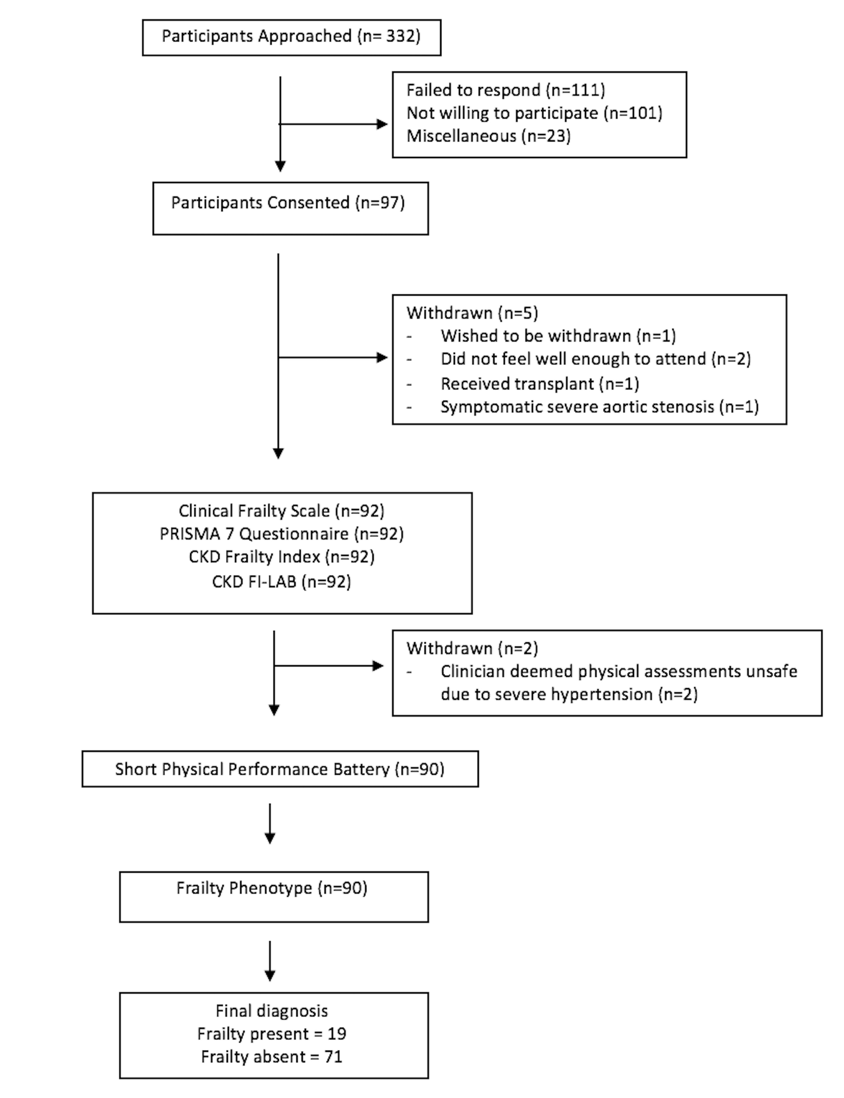 Participants Approached (n= 332)
Failed to respond (n=111)
Not willing to participate (n=101)
Miscellaneous (n=23)
Participants Consented (n=97)
Withdrawn (n=5)
- Wished to be withdrawn (n=1)
- Did not feel well enough to attend (n=2)
- Received transplant (n=1)
- Symptomatic severe aortic stenosis (n=1)
Clinical Frailty Scale (n=92)
PRISMA 7 Questionnaire (n=92)
CKD Frailty Index (n=92)
CKD FI-LAB (n=92)
Withdrawn (n=2)
- Clinician deemed physical assessments unsafe
due to severe hypertension (n=2)
Short Physical Performance Battery (n=90)
Frailty Phenotype (n=90)
Final diagnosis
Frailty present = 19
Frailty absent = 71